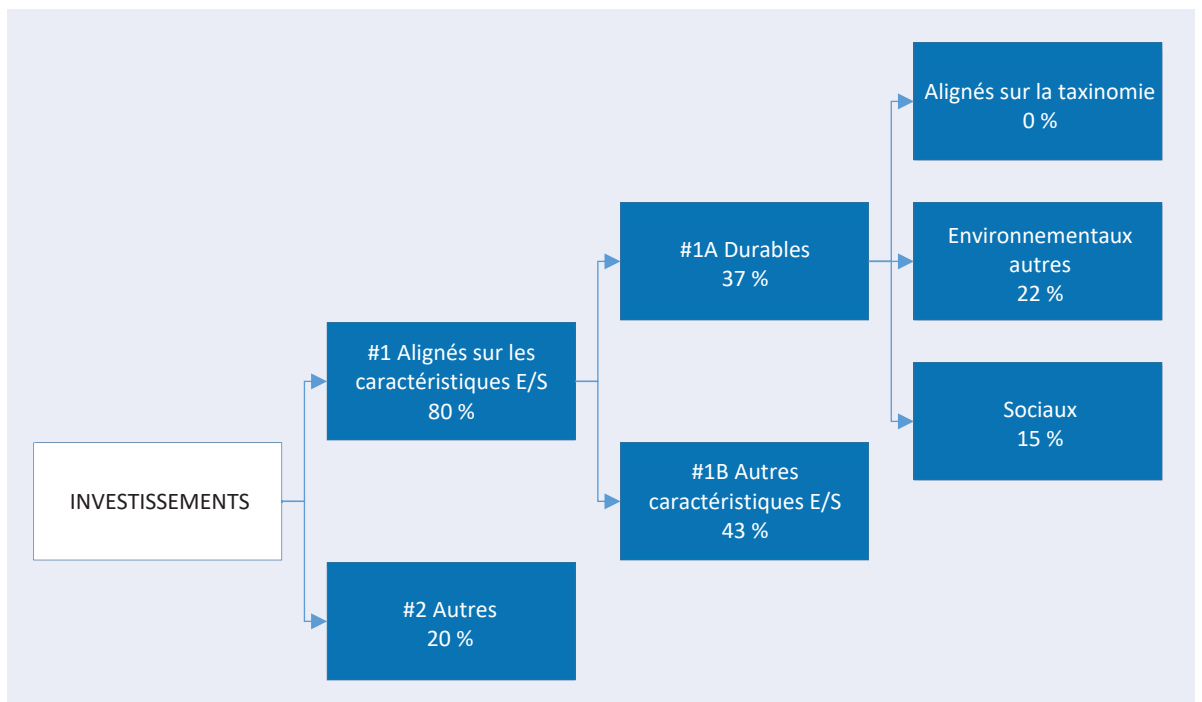 INVESTISSEMENTS
#1 Alignés sur les
caractéristiques E/S
80 %
#2 Autres
20 %
#1A Durables
37 %
#1B Autres
caractéristiques E/S
43 %
Alignés sur la taxinomie
0 %
Environnementaux
autres
22 %
Sociaux
15 %